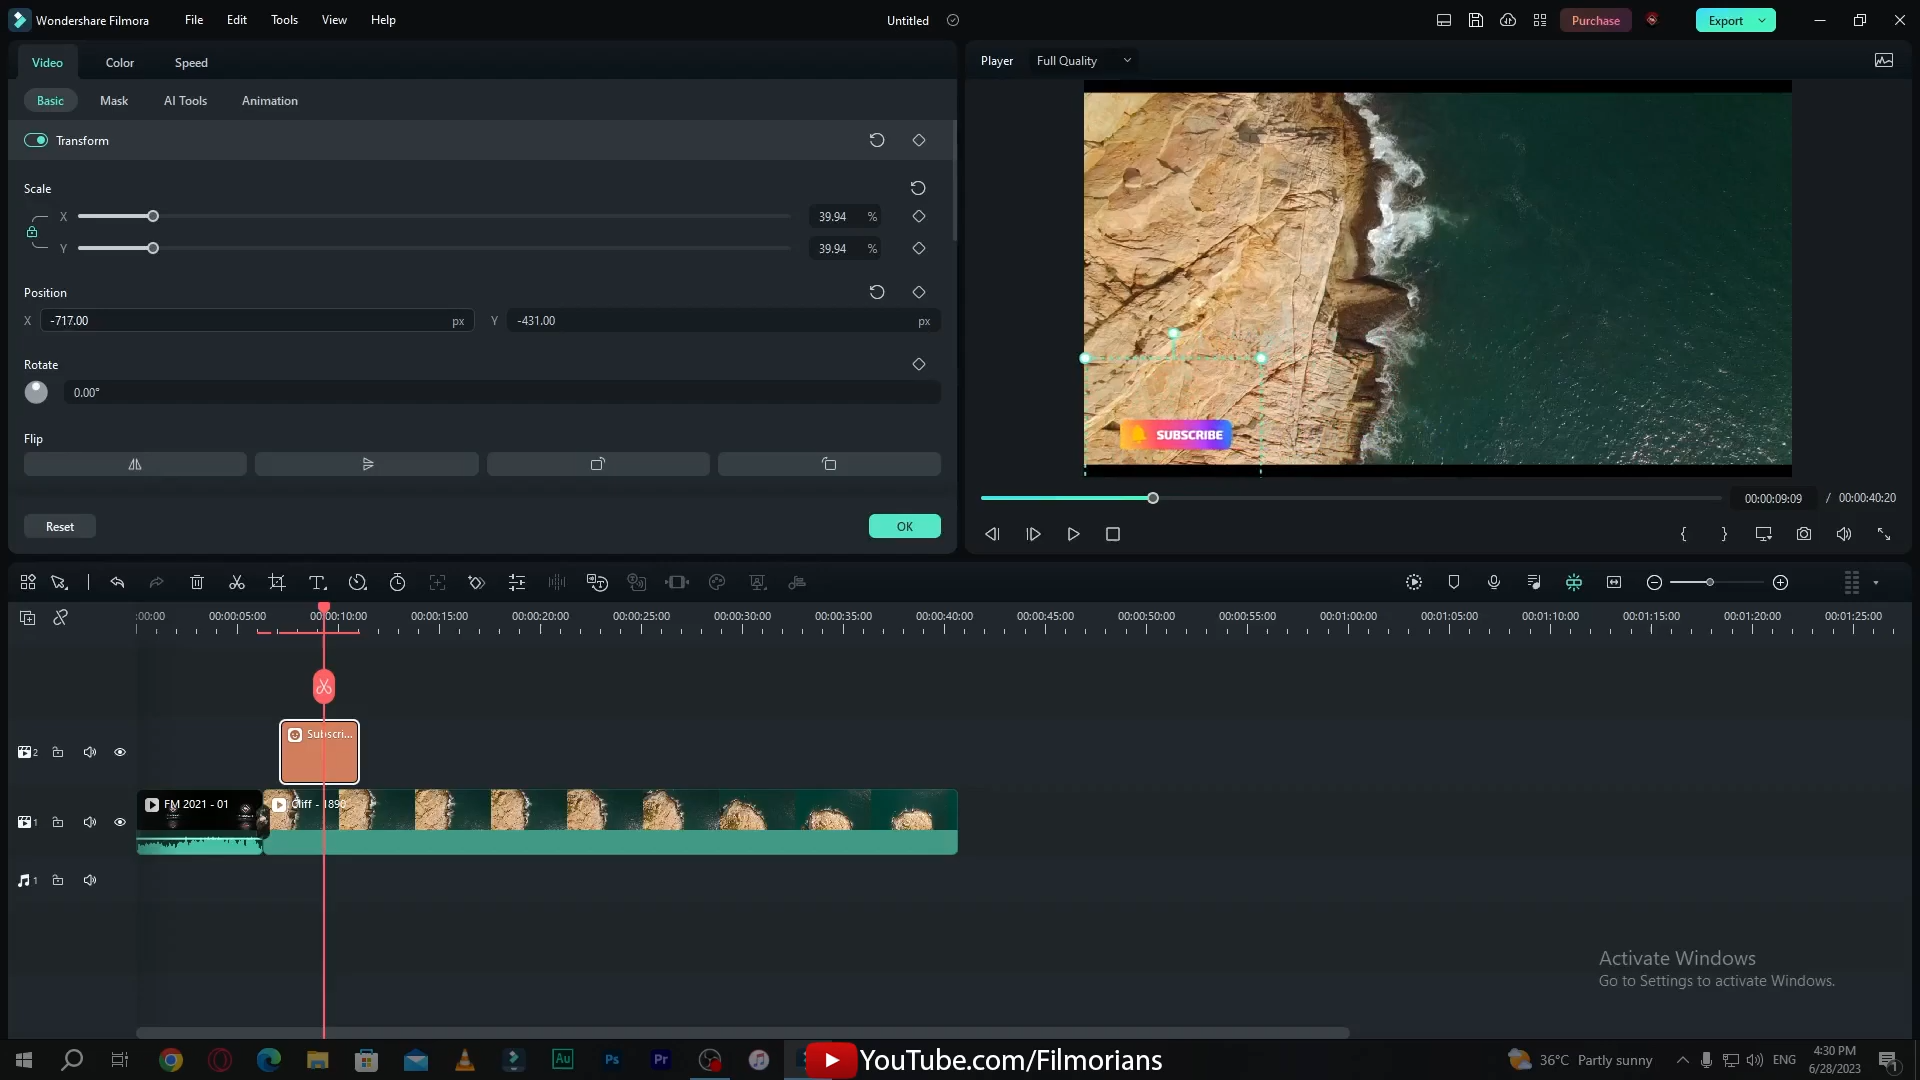 Wondershare Filmora File Edit Tools View Help Untitled Purchase Export
Video Color Speed
Player Full Quality
Basic Mask AI Tools Animation
Transform
Scale
X 39.94 %
Y 39.94 %
Position
X -717.00 px Y -431.00 px
Rotate
0.00°
Flip
SUBSCRIBE
00:00:09:09 / 00:00:40:20
Reset OK
:00:00 00:00:05:00 00:00:10:00 00:00:15:00 00:00:20:00 00:00:25:00 00:00:30:00 00:00:35:00 00:00:40:00 00:00:45:00 00:00:50:00 00:00:55:00 00:01:00:00 00:01:05:00 00:01:10:00 00:01:15:00 00:01:20:00 00:01:25:00
Subscri...
2
FM 2021 - 01 Cliff - 1890
1
1
Activate Windows
Go to Settings to activate Windows.
Au Ps Pr YouTube.com/Filmorians 36°C Partly sunny ENG 4:30 PM
6/28/2023 1